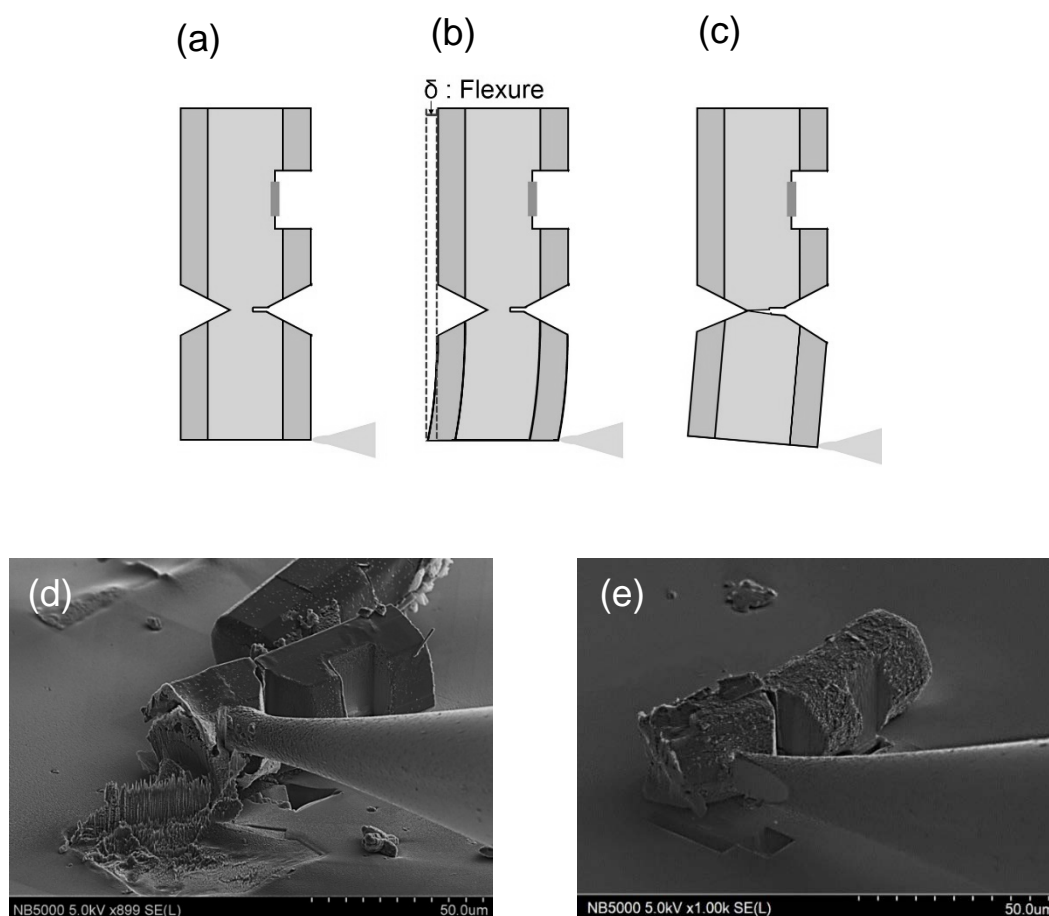 (a)
(b)
(c)
δ : Flexure
(d)
(e)
NB5000 5.0kV x899 SE(L)
50.0um
NB5000 5.0kV x1.00k SE(L)
50.0um